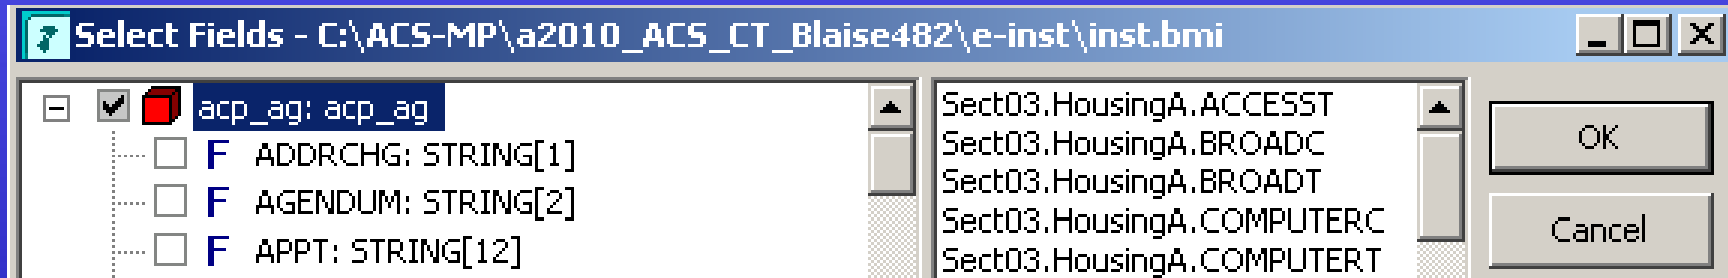 Select Fields - C:\ACS-MP\a2010_ACS_CT_Blaise482\e-inst\inst.bmi
acp_ag: acp_ag
F ADDRCHG: STRING[1]
F AGENDUM: STRING[2]
F APPT: STRING[12]
Sect03.HousingA.ACCESST
Sect03.HousingA.BROADC
Sect03.HousingA.BROADT
Sect03.HousingA.COMPUTERC
Sect03.HousingA.COMPUTERT
OK
Cancel